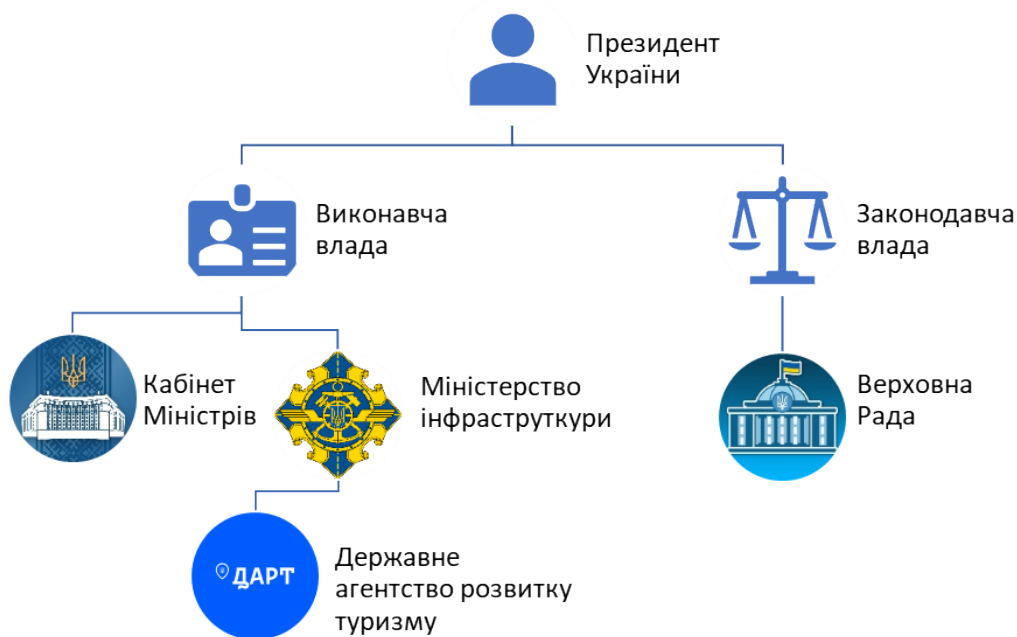 Президент
України
Виконавча
влада
Законодавча
влада
Кабінет
Міністрів
Міністерство
інфраструткури
Верховна
Рада
ДАРТ
Державне
агентство розвитку
туризму